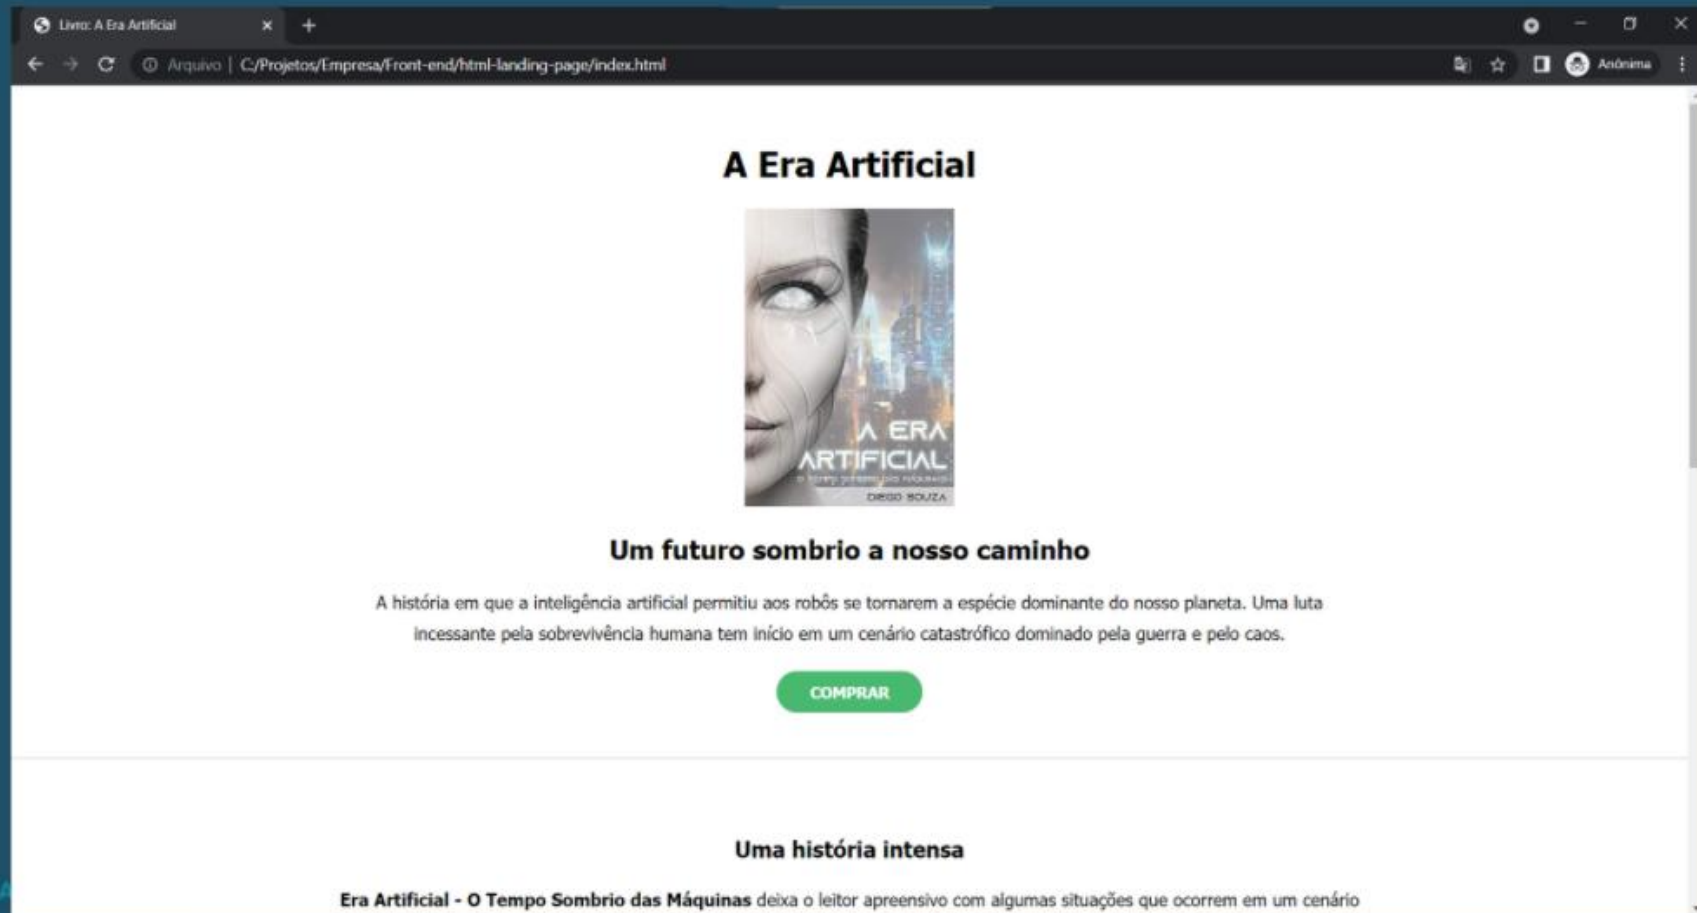 Livro: A Era Artificial
Arquivo | C:/Projetos/Empresa/Front-end/html-landing-page/index.html
Anônima
A Era Artificial
A ERA
ARTIFICIAL
DIEGO SOUZA
Um futuro sombrio a nosso caminho
A história em que a inteligência artificial permitiu aos robôs se tornarem a espécie dominante do nosso planeta. Uma luta
incessante pela sobrevivência humana tem início em um cenário catastrófico dominado pela guerra e pelo caos.
COMPRAR
Uma história intensa
Era Artificial - O Tempo Sombrio das Máquinas deixa o leitor apreensivo com algumas situações que ocorrem em um cenário